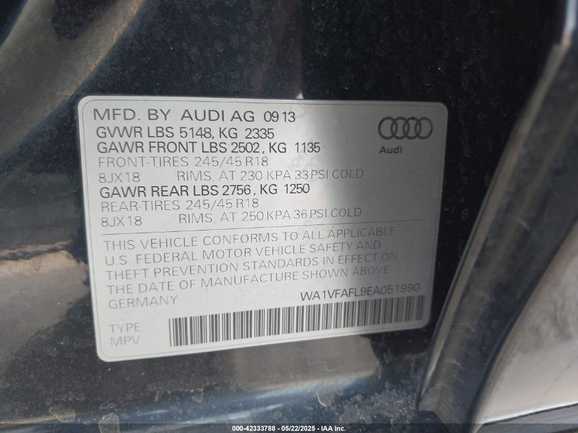 MFD. BY AUDI AG 09 13
GVWR LBS 5148, KG 2335
GAWR FRONT LBS 2502, KG 1135
FRONT-TIRES 245/45 R18
8JX18 RIMS, AT 230 KPA 33 PSI COLD
GAWR REAR LBS 2756, KG 1250
REAR TIRES 245/45 R18
8JX18 RIMS, AT 250 KPA 36 PSI COLD
Audi
THIS VEHICLE CONFORMS TO ALL APPLICABLE
U.S. FEDERAL MOTOR VEHICLE SAFETY AND
THEFT PREVENTION STANDARDS IN EFFECT ON
THE DATE OF MANUFACTURE SHOWN ABOVE.
GERMANY WA1VFAFL9EA051990
TYPE
MPV
000-42333788 - 05/22/2025 - IAA Inc.